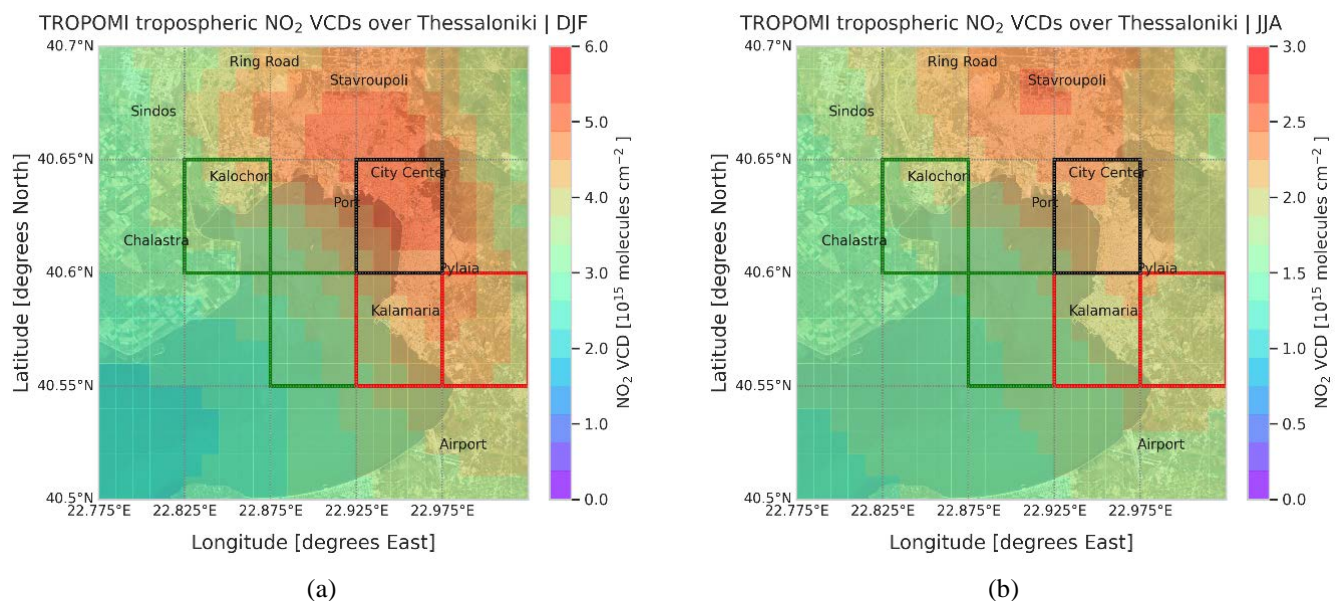 TROPOMI tropospheric NO₂ VCDs over Thessaloniki | DJF
40.7°N
40.65°N
40.6°N
40.55°N
40.5°N
Latitude [degrees North]
Ring Road
Stavroupoli
Sindos
Kalochori
City Center
Port
Chalastra
Pylaia
Kalamaria
Airport
22.775°E 22.825°E 22.875°E 22.925°E 22.975°E
Longitude [degrees East]
6.0
5.0
4.0
3.0
2.0
1.0
0.0
NO₂ VCD [10¹⁵ molecules cm⁻²]
(a)
TROPOMI tropospheric NO₂ VCDs over Thessaloniki | JJA
40.7°N
40.65°N
40.6°N
40.55°N
40.5°N
Latitude [degrees North]
Ring Road
Stavroupoli
Sindos
Kalochori
City Center
Port
Chalastra
Pylaia
Kalamaria
Airport
22.775°E 22.825°E 22.875°E 22.925°E 22.975°E
Longitude [degrees East]
3.0
2.5
2.0
1.5
1.0
0.5
0.0
NO₂ VCD [10¹⁵ molecules cm⁻²]
(b)